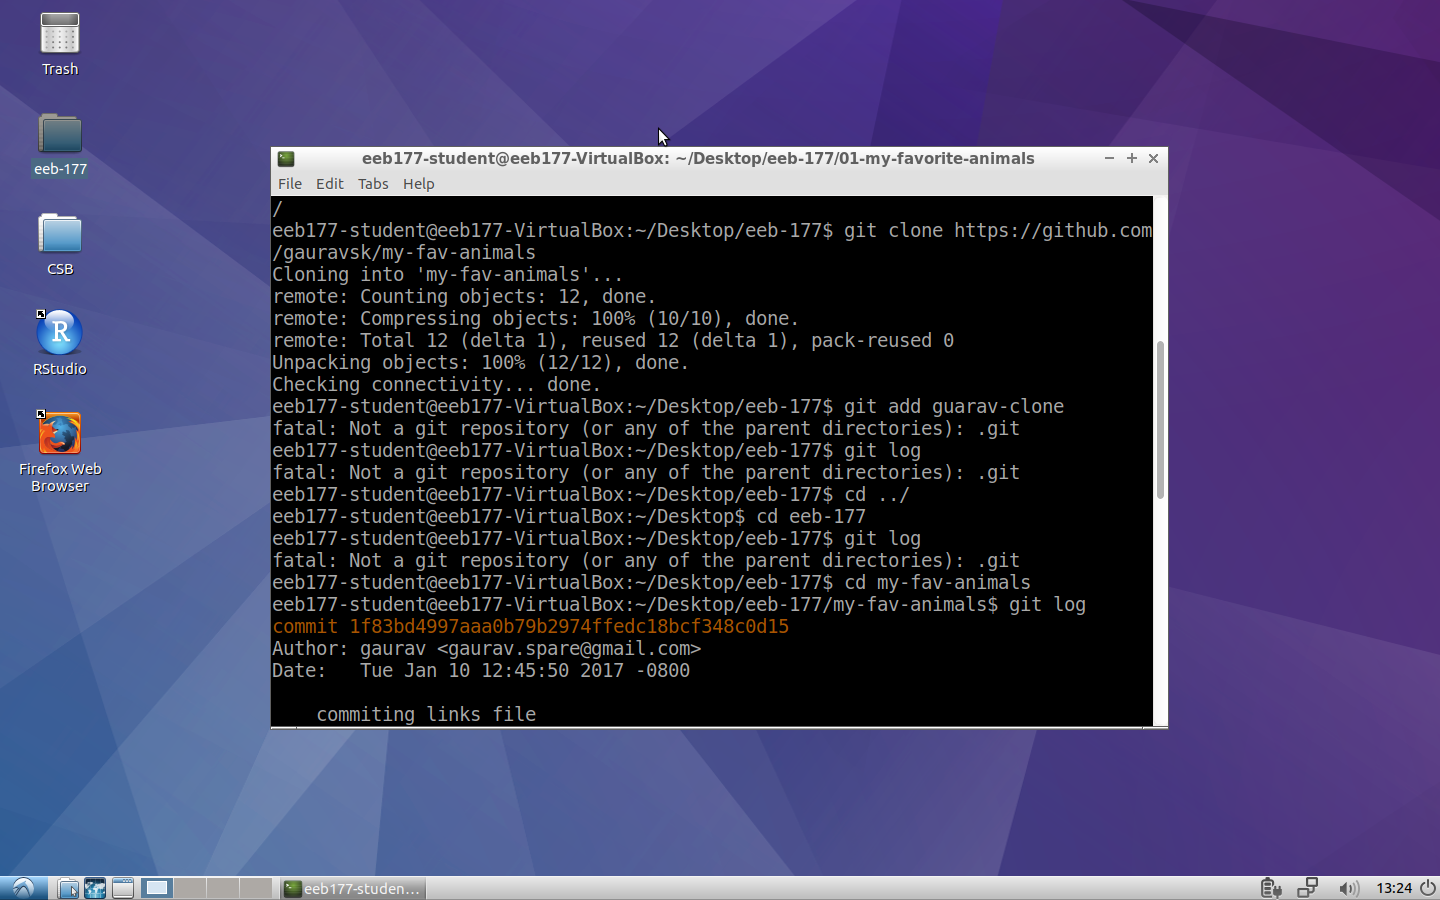 Trash
eeb-177
CSB
RStudio
Firefox Web
Browser
eeb177-student@eeb177-VirtualBox: ~/Desktop/eeb-177/01-my-favorite-animals
File Edit Tabs Help
/
eeb177-student@eeb177-VirtualBox:~/Desktop/eeb-177$ git clone https://github.com
/gauravsk/my-fav-animals
Cloning into 'my-fav-animals'...
remote: Counting objects: 12, done.
remote: Compressing objects: 100% (10/10), done.
remote: Total 12 (delta 1), reused 12 (delta 1), pack-reused 0
Unpacking objects: 100% (12/12), done.
Checking connectivity... done.
eeb177-student@eeb177-VirtualBox:~/Desktop/eeb-177$ git add guarav-clone
fatal: Not a git repository (or any of the parent directories): .git
eeb177-student@eeb177-VirtualBox:~/Desktop/eeb-177$ git log
fatal: Not a git repository (or any of the parent directories): .git
eeb177-student@eeb177-VirtualBox:~/Desktop/eeb-177$ cd ../
eeb177-student@eeb177-VirtualBox:~/Desktop$ cd eeb-177
eeb177-student@eeb177-VirtualBox:~/Desktop/eeb-177$ git log
fatal: Not a git repository (or any of the parent directories): .git
eeb177-student@eeb177-VirtualBox:~/Desktop/eeb-177$ cd my-fav-animals
eeb177-student@eeb177-VirtualBox:~/Desktop/eeb-177/my-fav-animals$ git log
commit 1f83bd4997aaa0b79b2974ffedc18bcf348c0d15
Author: gaurav <gaurav.spare@gmail.com>
Date:   Tue Jan 10 12:45:50 2017 -0800
commiting links file
eeb177-studen...
13:24